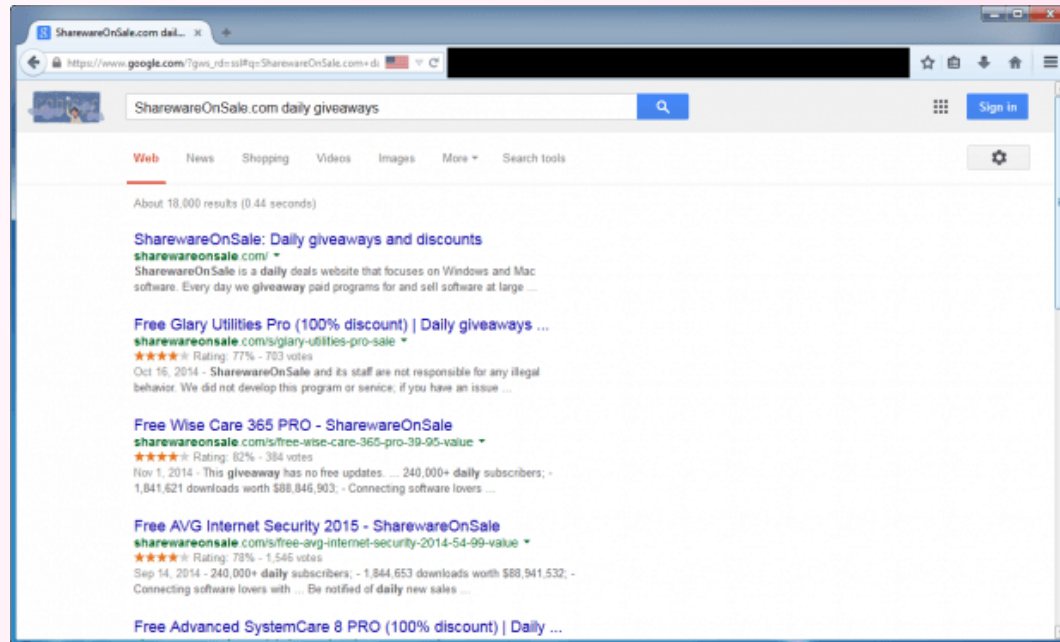 SharewareOnSale.com dail...
https://www.google.com/?gws_rd=ssl#q=SharewareOnSale.com+di
SharewareOnSale.com daily giveaways
Sign in
Web News Shopping Videos Images More Search tools
About 18,000 results (0.44 seconds)
SharewareOnSale: Daily giveaways and discounts
sharewareonsale.com/
SharewareOnSale is a daily deals website that focuses on Windows and Mac
software. Every day we giveaway paid programs for and sell software at large ...
Free Glary Utilities Pro (100% discount) | Daily giveaways ...
sharewareonsale.com/s/glary-utilities-pro-sale
Rating: 77% - 703 votes
Oct 16, 2014 - SharewareOnSale and its staff are not responsible for any illegal
behavior. We did not develop this program or service; if you have an issue ...
Free Wise Care 365 PRO - SharewareOnSale
sharewareonsale.com/s/free-wise-care-365-pro-39-95-value
Rating: 82% - 384 votes
Nov 1, 2014 - This giveaway has no free updates. ... 240,000+ daily subscribers; -
1,841,621 downloads worth $88,846,903; - Connecting software lovers ...
Free AVG Internet Security 2015 - SharewareOnSale
sharewareonsale.com/s/free-avg-internet-security-2014-54-99-value
Rating: 78% - 1,546 votes
Sep 14, 2014 - 240,000+ daily subscribers; - 1,844,653 downloads worth $88,941,532; -
Connecting software lovers with ... Be notified of daily new sales ...
Free Advanced SystemCare 8 PRO (100% discount) | Daily ...